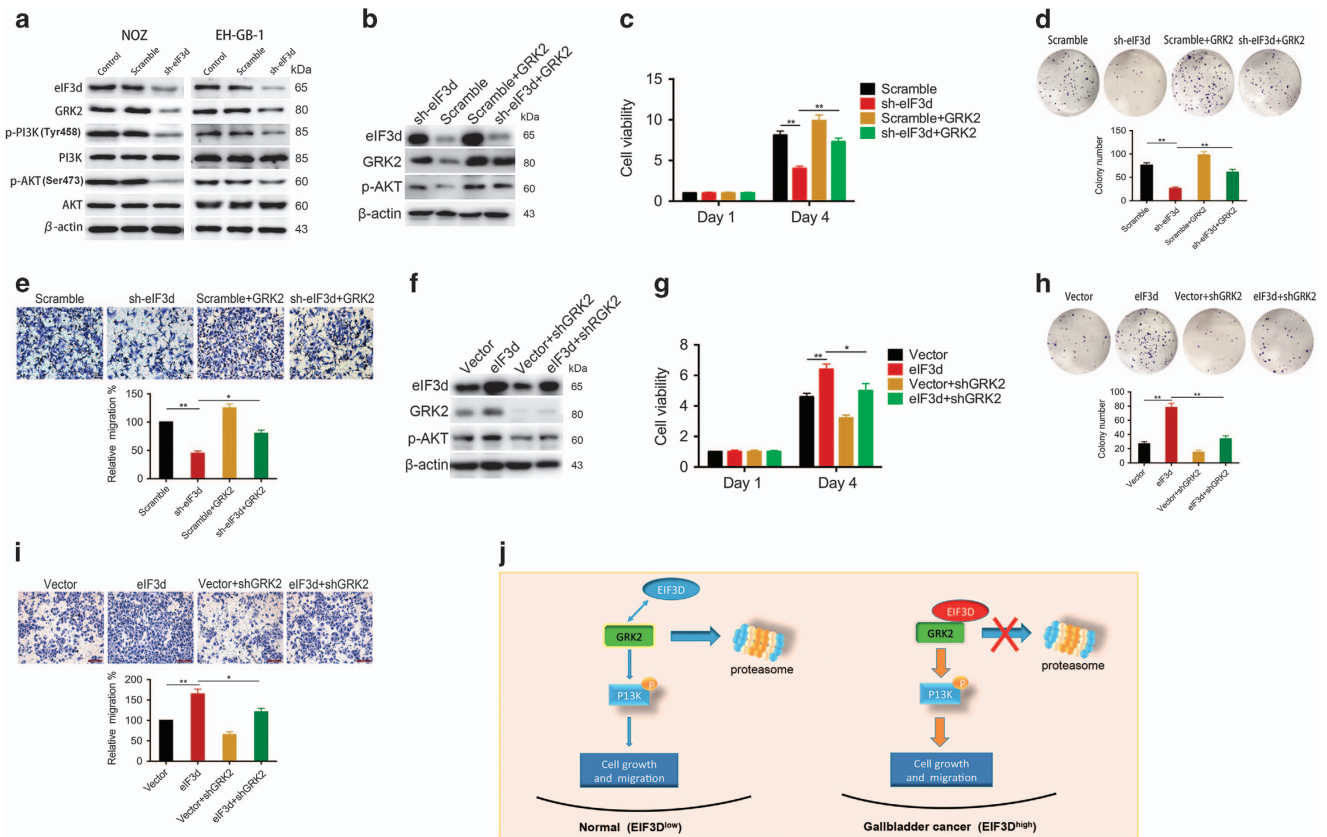 a
NOZ
EH-GB-1
Control
Scramble
sh-eIF3d
Control
Scramble
sh-eIF3d
kDa
eIF3d
65
GRK2
80
p-PI3K (Tyr458)
85
PI3K
85
p-AKT(Ser473)
60
AKT
60
β-actin
43
b
sh-eIF3d
Scramble
Scramble+GRK2
sh-eIF3d+GRK2
kDa
eIF3d
65
GRK2
80
p-AKT
60
β-actin
43
c
Cell viability
15
10
5
0
**
**
Day 1
Day 4
Scramble
sh-eIF3d
Scramble+GRK2
sh-eIF3d+GRK2
d
Scramble
sh-eIF3d
Scramble+GRK2
sh-eIF3d+GRK2
Colony number
125
100
75
50
25
0
**
**
Scramble
sh-eIF3d
Scramble+GRK2
sh-eIF3d+GRK2
e
Scramble
sh-eIF3d
Scramble+GRK2
sh-eIF3d+GRK2
Relative migration %
150
100
50
0
**
*
Scramble
sh-eIF3d
Scramble+GRK2
sh-eIF3d+GRK2
f
Vector
eIF3d
Vector+shGRK2
eIF3d+shRGK2
kDa
eIF3d
65
GRK2
80
p-AKT
60
β-actin
43
g
Cell viability
8
6
4
2
0
**
*
Day 1
Day 4
Vector
eIF3d
Vector+shGRK2
eIF3d+shGRK2
h
Vector
eIF3d
Vector+shGRK2
eIF3d+shGRK2
Colony number
100
80
60
40
20
0
**
**
Vector
eIF3d
Vector+shGRK2
eIF3d+shGRK2
i
Vector
eIF3d
Vector+shGRK2
eIF3d+shGRK2
Relative migration %
200
150
100
50
0
**
*
Vector
eIF3d
Vector+shGRK2
eIF3d+shGRK2
j
EIF3D
GRK2
proteasome
P
P13K
Cell growth
and migration
Normal (EIF3Dlow)
EIF3D
GRK2
proteasome
P
P13K
Cell growth
and migration
Gallbladder cancer (EIF3Dhigh)